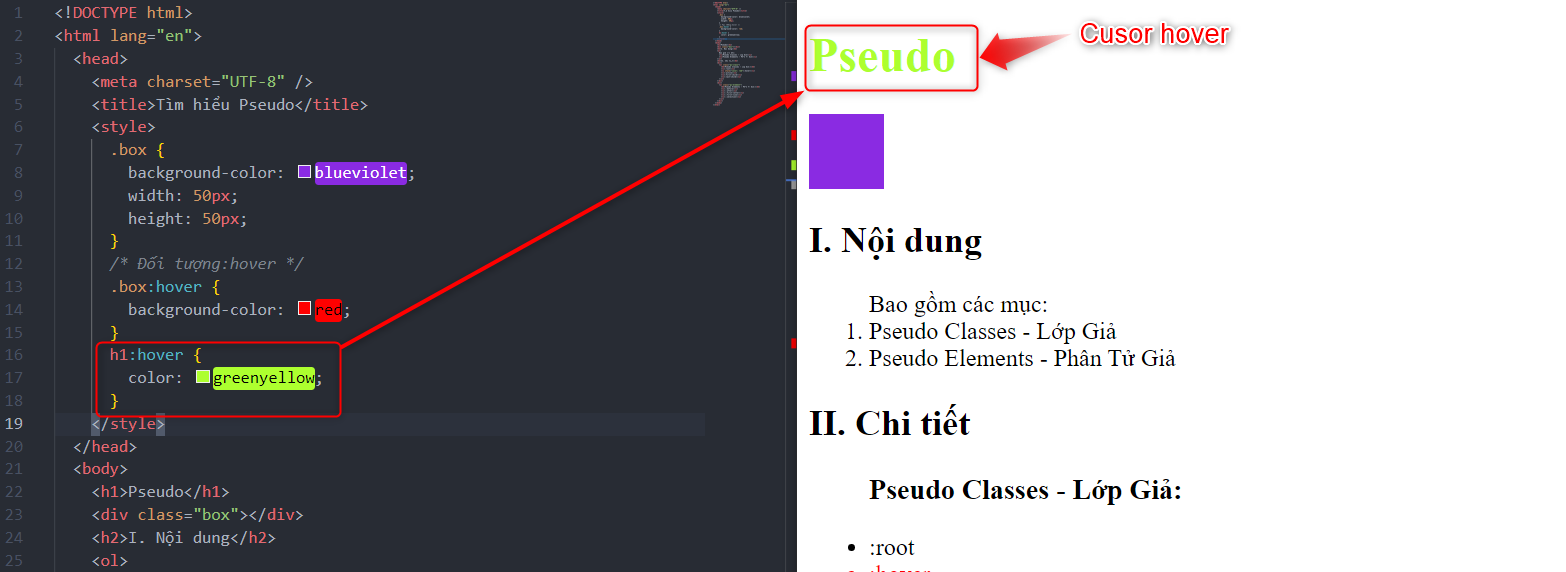 1 <!DOCTYPE html>
2 <html lang="en">
3 <head>
4 <meta charset="UTF-8" />
5 <title>Tìm hiểu Pseudo</title>
6 <style>
7 .box {
8 background-color: blueviolet;
9 width: 50px;
10 height: 50px;
11 }
12 /* Đối tượng:hover */
13 .box:hover {
14 background-color: red;
15 }
16 h1:hover {
17 color: greenyellow;
18 }
19 </style>
20 </head>
21 <body>
22 <h1>Pseudo</h1>
23 <div class="box"></div>
24 <h2>I. Nội dung</h2>
25 <ol>
Pseudo
Cusor hover
I. Nội dung
Bao gồm các mục:
1. Pseudo Classes - Lớp Giả
2. Pseudo Elements - Phân Tử Giả
II. Chi tiết
Pseudo Classes - Lớp Giả:
• :root